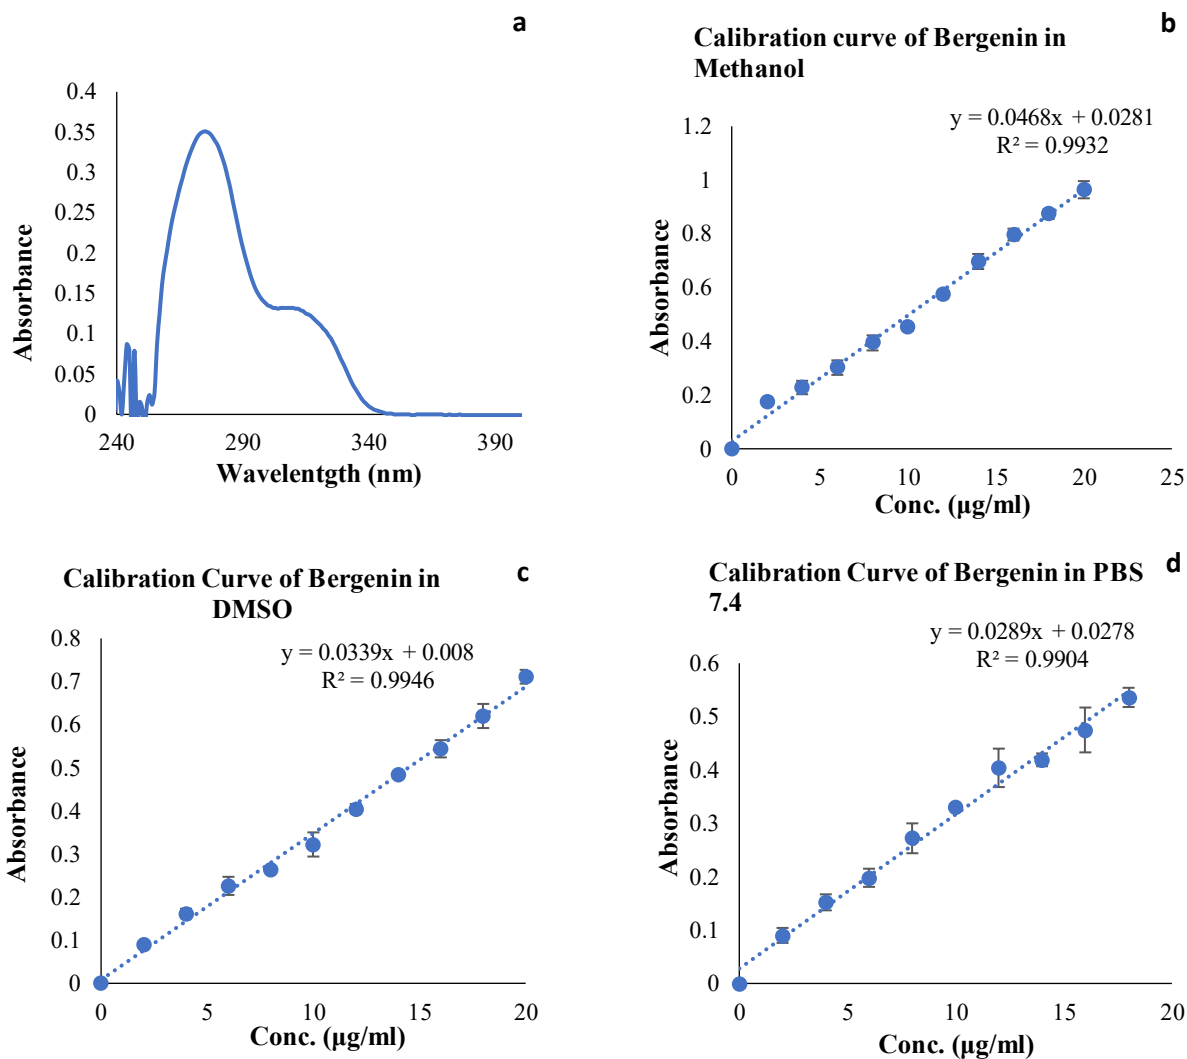 a
0.4
0.35
0.3
0.25
0.2
0.15
0.1
0.05
0
240
290
340
390
Absorbance
Wavelentgth (nm)
b
Calibration curve of Bergenin in
Methanol
y = 0.0468x + 0.0281
R² = 0.9932
1.2
1
0.8
0.6
0.4
0.2
0
0
5
10
15
20
25
Absorbance
Conc. (µg/ml)
c
Calibration Curve of Bergenin in
DMSO
y = 0.0339x + 0.008
R² = 0.9946
0.8
0.7
0.6
0.5
0.4
0.3
0.2
0.1
0
0
5
10
15
20
Absorbance
Conc. (µg/ml)
d
Calibration Curve of Bergenin in PBS
7.4
y = 0.0289x + 0.0278
R² = 0.9904
0.6
0.5
0.4
0.3
0.2
0.1
0
0
5
10
15
20
Absorbance
Conc. (µg/ml)